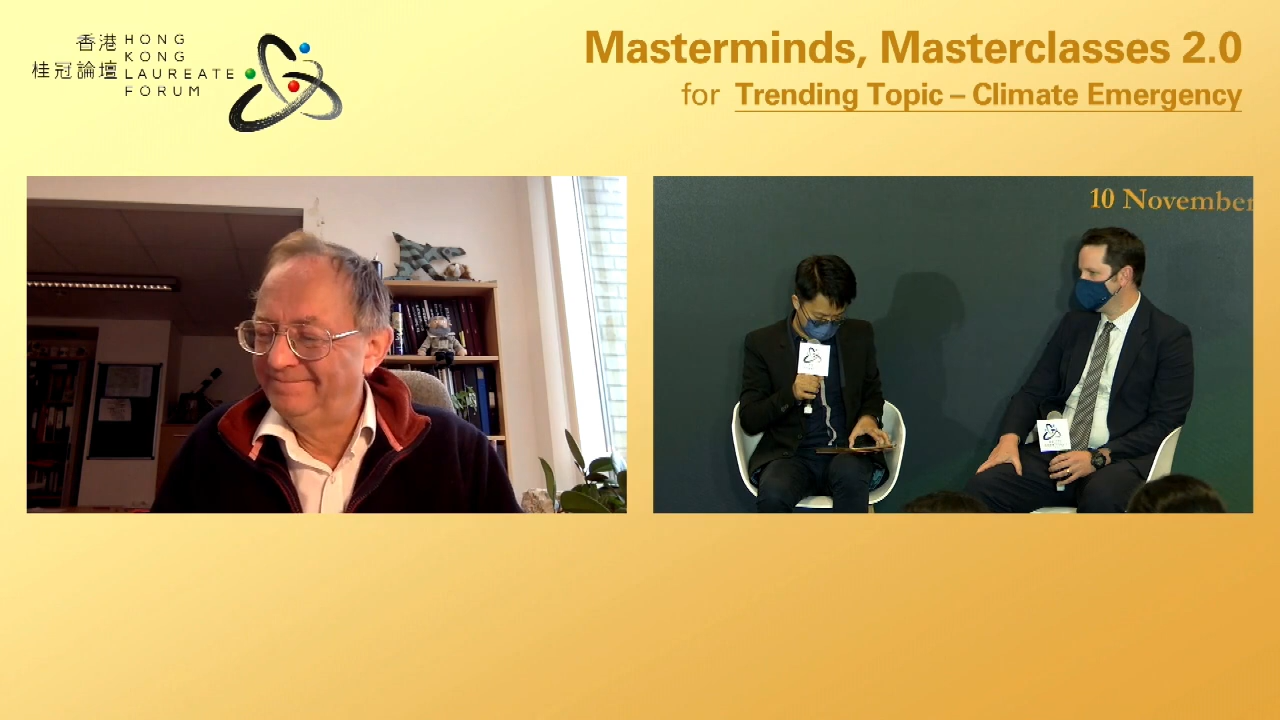 香港
桂冠論壇
HONG
KONG
LAUREATE
FORUM
Masterminds, Masterclasses 2.0
for Trending Topic – Climate Emergency
10 November